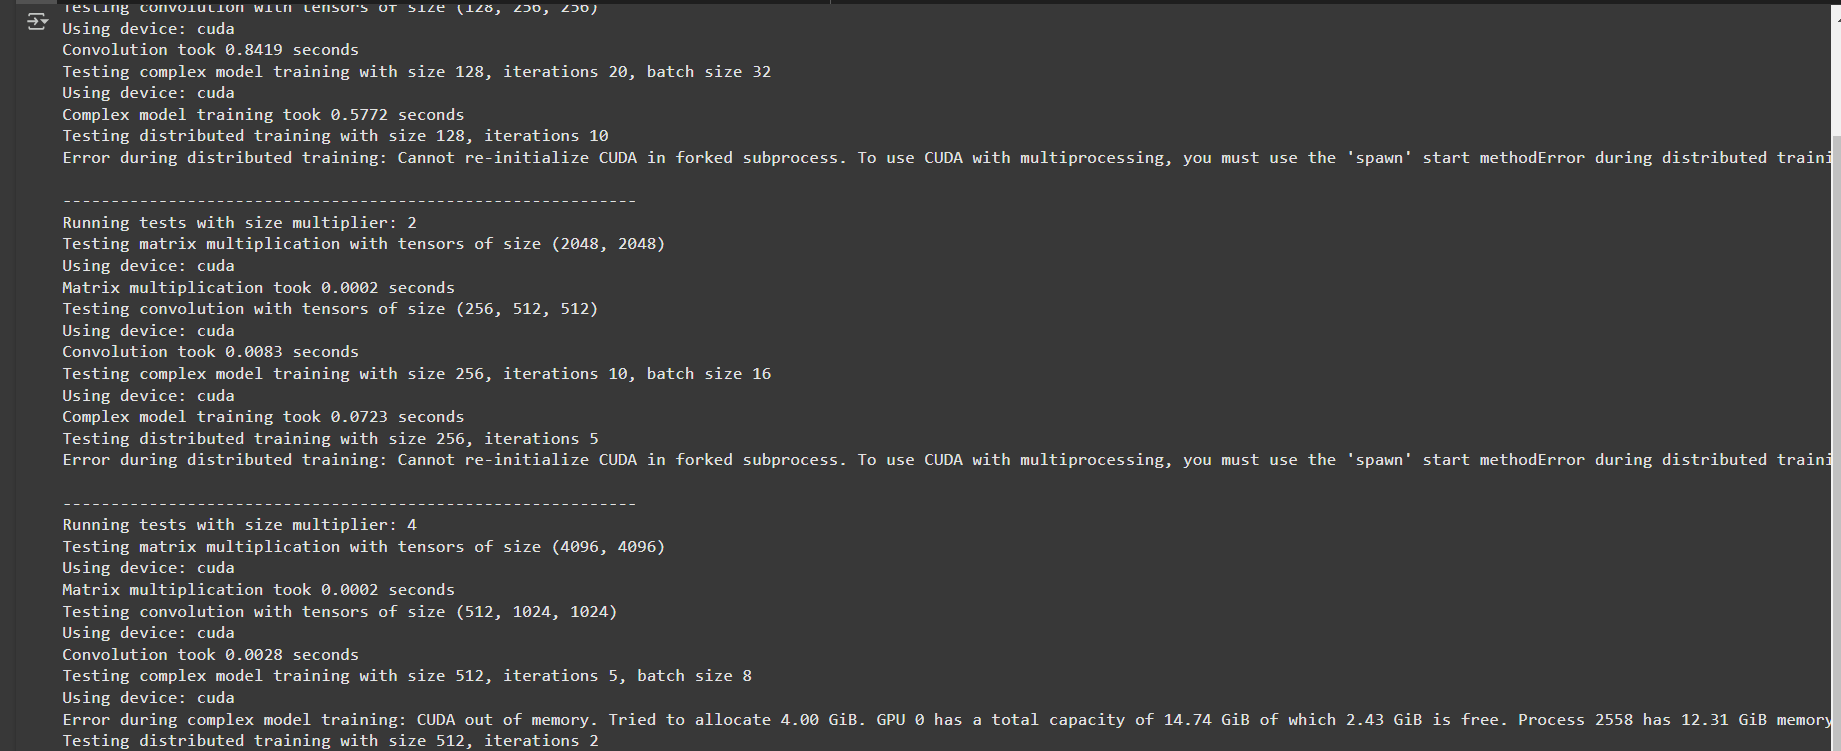 Testing convolution with tensors of size (128, 256, 256)
Using device: cuda
Convolution took 0.8419 seconds
Testing complex model training with size 128, iterations 20, batch size 32
Using device: cuda
Complex model training took 0.5772 seconds
Testing distributed training with size 128, iterations 10
Error during distributed training: Cannot re-initialize CUDA in forked subprocess. To use CUDA with multiprocessing, you must use the 'spawn' start methodError during distributed traini
------------------------------------------------------------
Running tests with size multiplier: 2
Testing matrix multiplication with tensors of size (2048, 2048)
Using device: cuda
Matrix multiplication took 0.0002 seconds
Testing convolution with tensors of size (256, 512, 512)
Using device: cuda
Convolution took 0.0083 seconds
Testing complex model training with size 256, iterations 10, batch size 16
Using device: cuda
Complex model training took 0.0723 seconds
Testing distributed training with size 256, iterations 5
Error during distributed training: Cannot re-initialize CUDA in forked subprocess. To use CUDA with multiprocessing, you must use the 'spawn' start methodError during distributed traini
------------------------------------------------------------
Running tests with size multiplier: 4
Testing matrix multiplication with tensors of size (4096, 4096)
Using device: cuda
Matrix multiplication took 0.0002 seconds
Testing convolution with tensors of size (512, 1024, 1024)
Using device: cuda
Convolution took 0.0028 seconds
Testing complex model training with size 512, iterations 5, batch size 8
Using device: cuda
Error during complex model training: CUDA out of memory. Tried to allocate 4.00 GiB. GPU 0 has a total capacity of 14.74 GiB of which 2.43 GiB is free. Process 2558 has 12.31 GiB memory
Testing distributed training with size 512, iterations 2